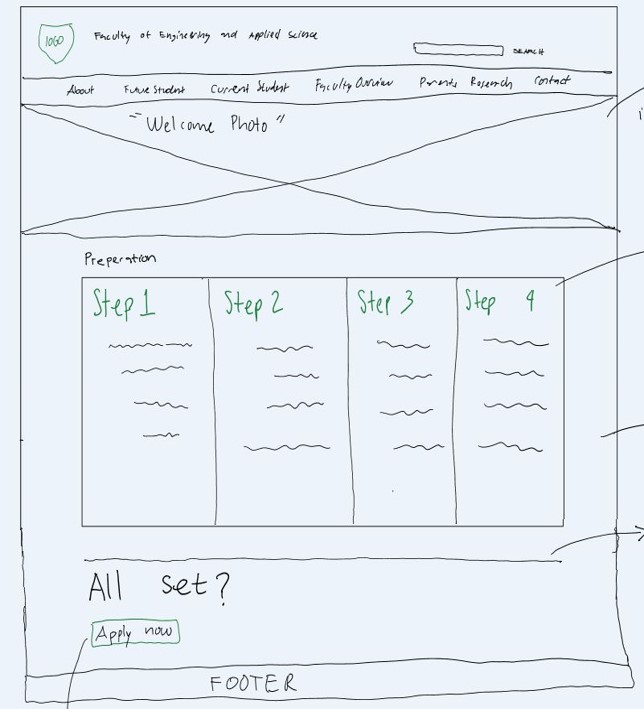 LOGO
Faculty of Engineering and Applied Science
SEARCH
About Future Student Current Student Faculty Overview Parents Research Contact
"Welcome Photo"
Preperation
Step 1 Step 2 Step 3 Step 4
All set?
Apply now
FOOTER